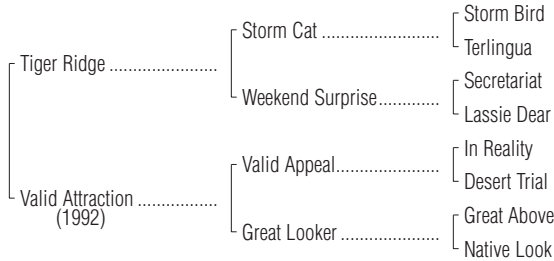 Storm Bird
Storm Cat ........................
Terlingua
Tiger Ridge ......................
Secretariat
Weekend Surprise.............
Lassie Dear
In Reality
Valid Appeal.....................
Desert Trial
Valid Attraction ................
(1992)
Great Above
Great Looker ....................
Native Look